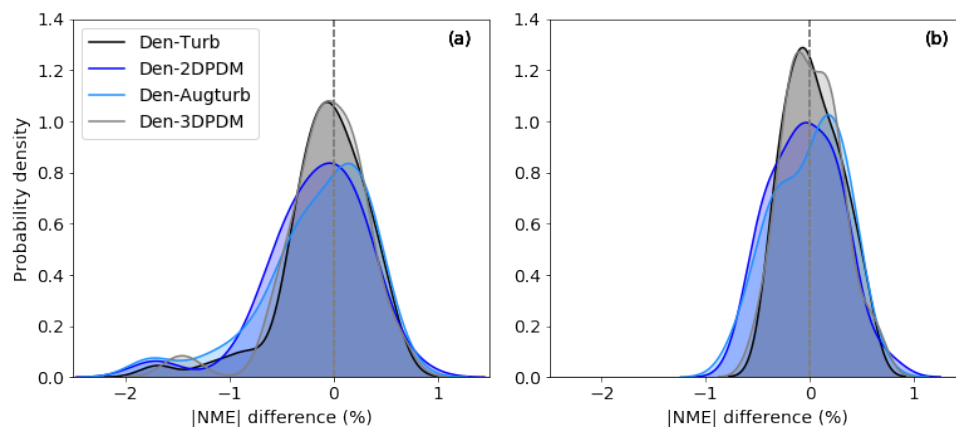 (a)
Den-Turb
Den-2DPDM
Den-Augturb
Den-3DPDM
Probability density
1.4
1.2
1.0
0.8
0.6
0.4
0.2
0.0
−2
−1
0
1
|NME| difference (%)
(b)
1.4
1.2
1.0
0.8
0.6
0.4
0.2
0.0
−2
−1
0
1
|NME| difference (%)